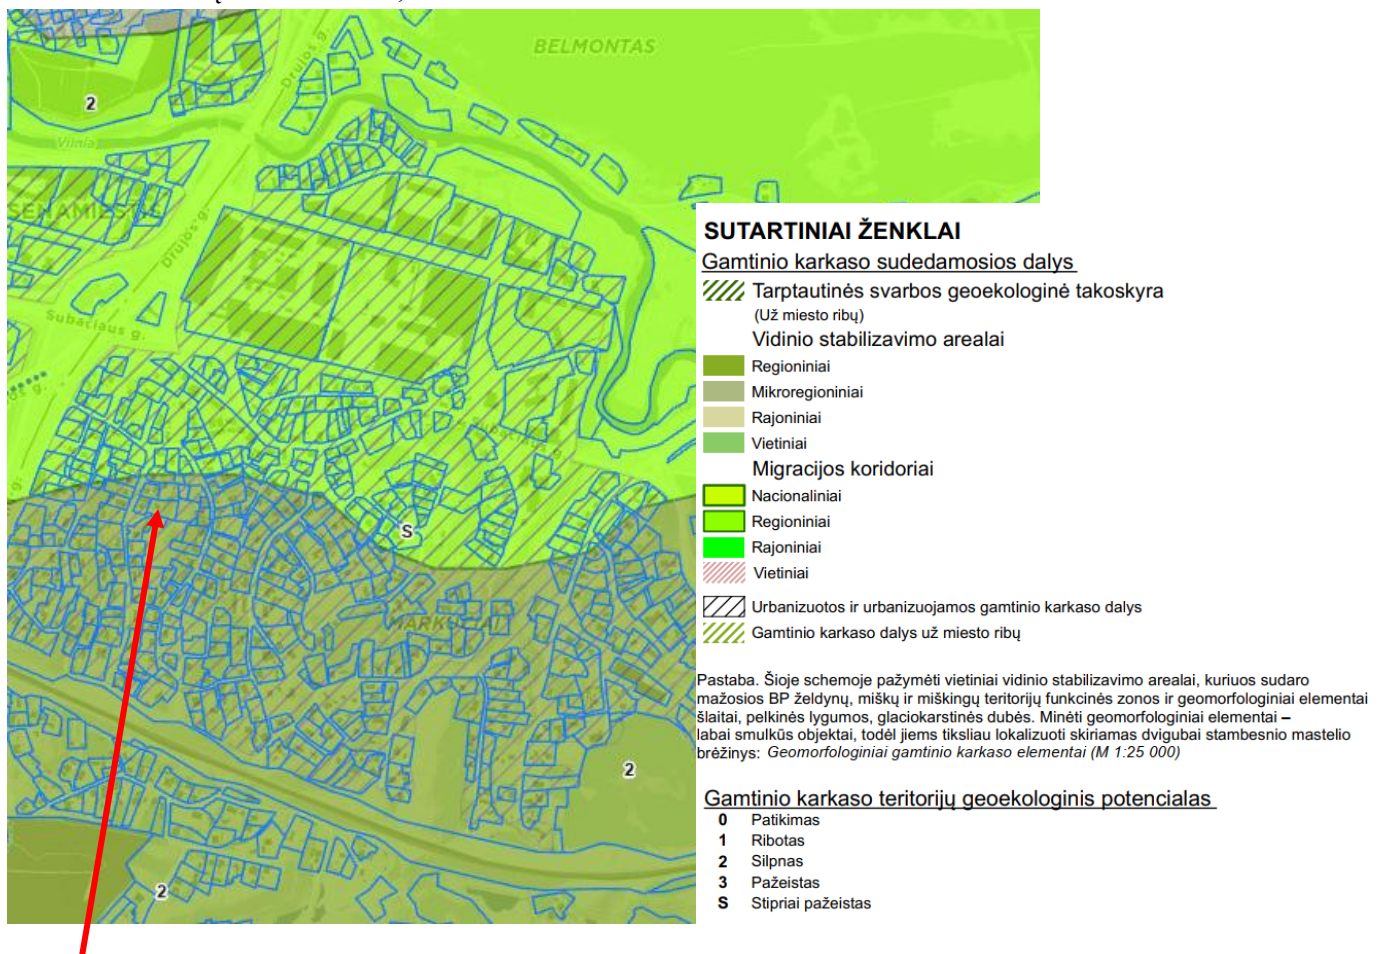 BELMONTAS
Drujos g.
2
Vilnia
SENAMIESTIS
Drujos g.
Subačiaus g.
os g.
g.
Subačiaus g.
S
MARKUČIAI
2
2
SUTARTINIAI ŽENKLAI
Gamtinio karkaso sudedamosios dalys
Tarptautinės svarbos geoekologinė takoskyra
(Už miesto ribų)
Vidinio stabilizavimo arealai
Regioniniai
Mikroregioniniai
Rajoniniai
Vietiniai
Migracijos koridoriai
Nacionaliniai
Regioniniai
Rajoniniai
Vietiniai
Urbanizuotos ir urbanizuojamos gamtinio karkaso dalys
Gamtinio karkaso dalys už miesto ribų
Pastaba. Šioje schemoje pažymėti vietiniai vidinio stabilizavimo arealai, kuriuos sudaro
mažosios BP želdynų, miškų ir miškingų teritorijų funkcinės zonos ir geomorfologiniai elementai
šlaitai, pelkinės lygumos, glaciokarstinės dubės. Minėti geomorfologiniai elementai –
labai smulkūs objektai, todėl jiems tiksliau lokalizuoti skiriamas dvigubai stambesnio mastelio
brėžinys: Geomorfologiniai gamtinio karkaso elementai (M 1:25 000)
Gamtinio karkaso teritorijų geoekologinis potencialas
0 Patikimas
1 Ribotas
2 Silpnas
3 Pažeistas
S Stipriai pažeistas